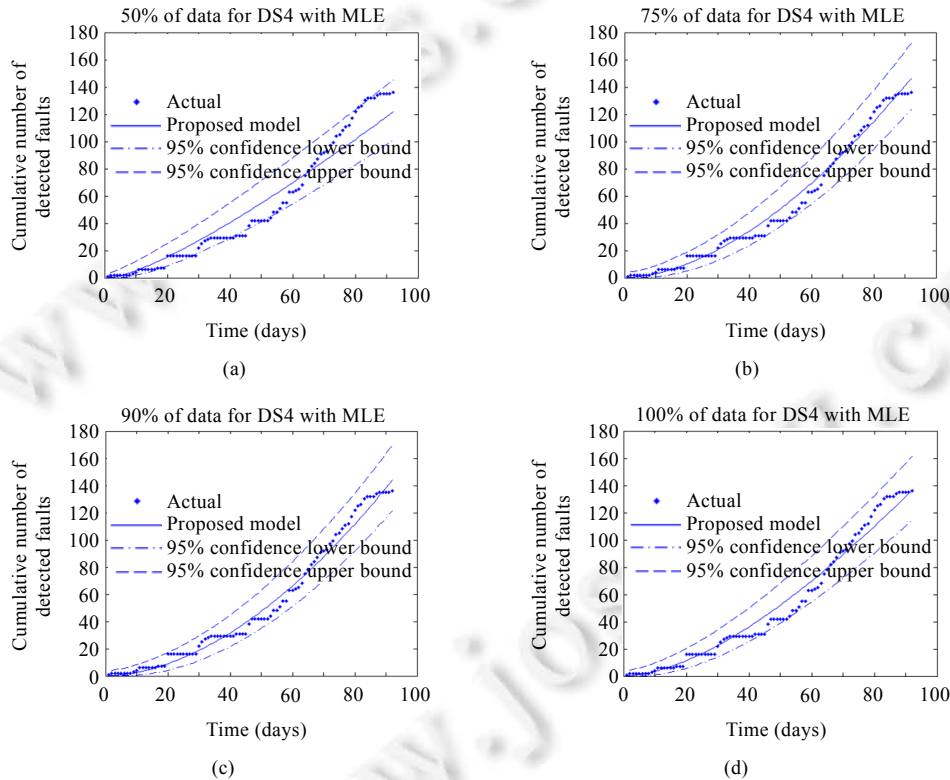 50% of data for DS4 with MLE
Cumulative number of
detected faults
180
160
140
120
100
80
60
40
20
0
Actual
Proposed model
95% confidence lower bound
95% confidence upper bound
0 20 40 60 80 100
Time (days)
(a)
75% of data for DS4 with MLE
Cumulative number of
detected faults
180
160
140
120
100
80
60
40
20
0
Actual
Proposed model
95% confidence lower bound
95% confidence upper bound
0 20 40 60 80 100
Time (days)
(b)
90% of data for DS4 with MLE
Cumulative number of
detected faults
180
160
140
120
100
80
60
40
20
0
Actual
Proposed model
95% confidence lower bound
95% confidence upper bound
0 20 40 60 80 100
Time (days)
(c)
100% of data for DS4 with MLE
Cumulative number of
detected faults
180
160
140
120
100
80
60
40
20
0
Actual
Proposed model
95% confidence lower bound
95% confidence upper bound
0 20 40 60 80 100
Time (days)
(d)